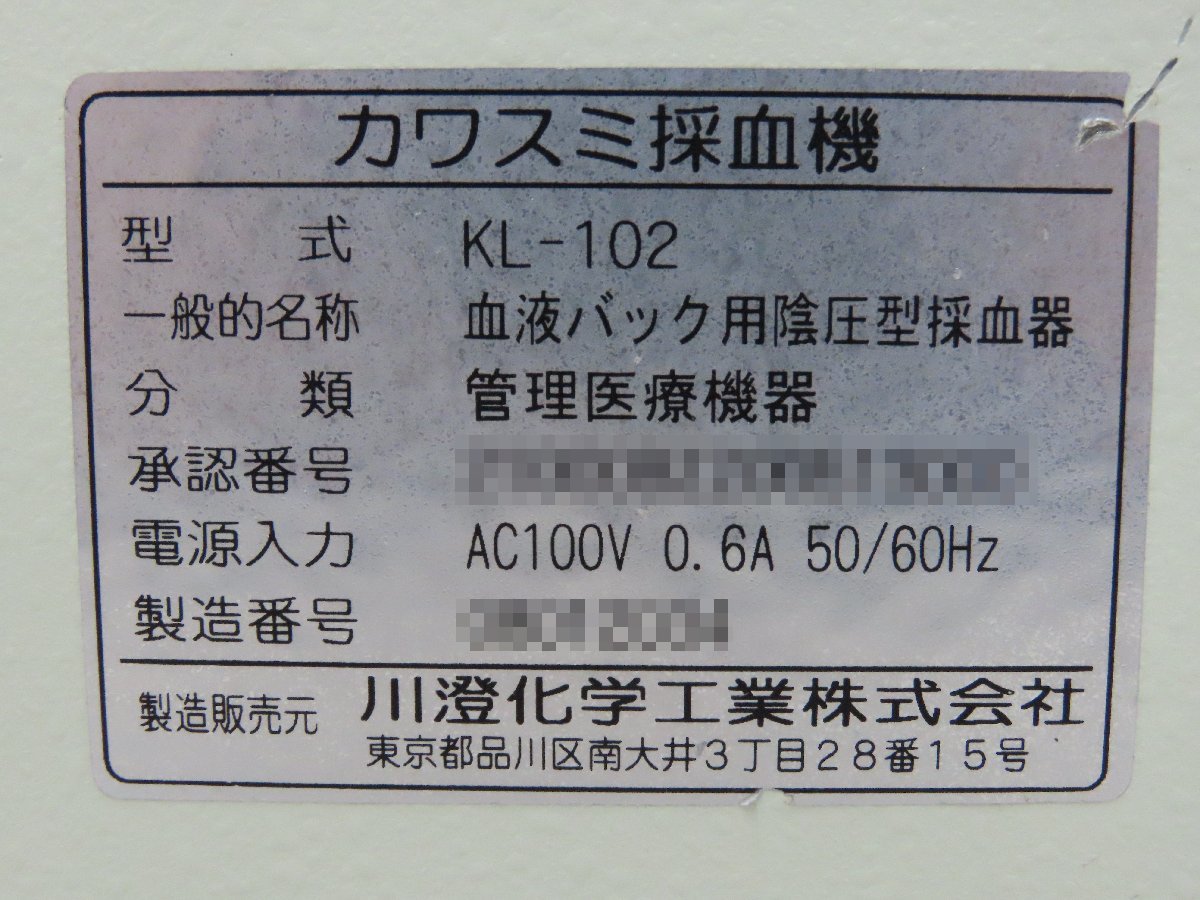 カワスミ採血機
型 式 KL-102
一般的名称 血液バック用陰圧型採血器
分 類 管理医療機器
承認番号
電源入力 AC100V 0.6A 50/60Hz
製造番号
製造販売元 川澄化学工業株式会社
東京都品川区南大井3丁目28番15号